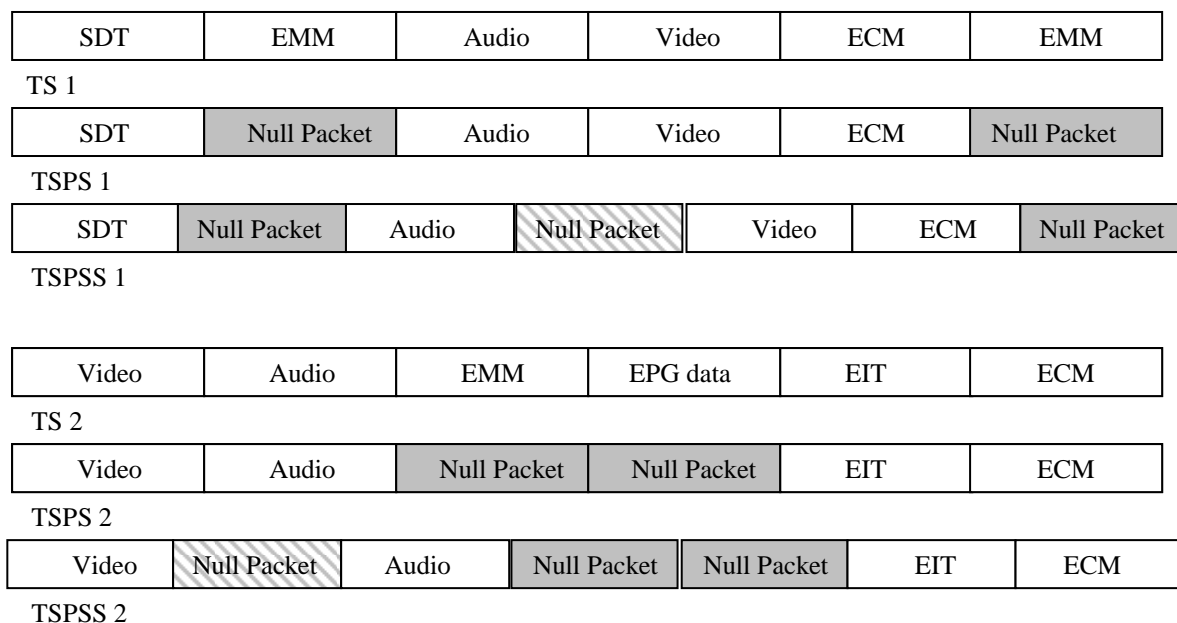 SDT EMM Audio Video ECM EMM
TS 1
SDT Null Packet Audio Video ECM Null Packet
TSPS 1
SDT Null Packet Audio Null Packet Video ECM Null Packet
TSPSS 1
Video Audio EMM EPG data EIT ECM
TS 2
Video Audio Null Packet Null Packet EIT ECM
TSPS 2
Video Null Packet Audio Null Packet Null Packet EIT ECM
TSPSS 2